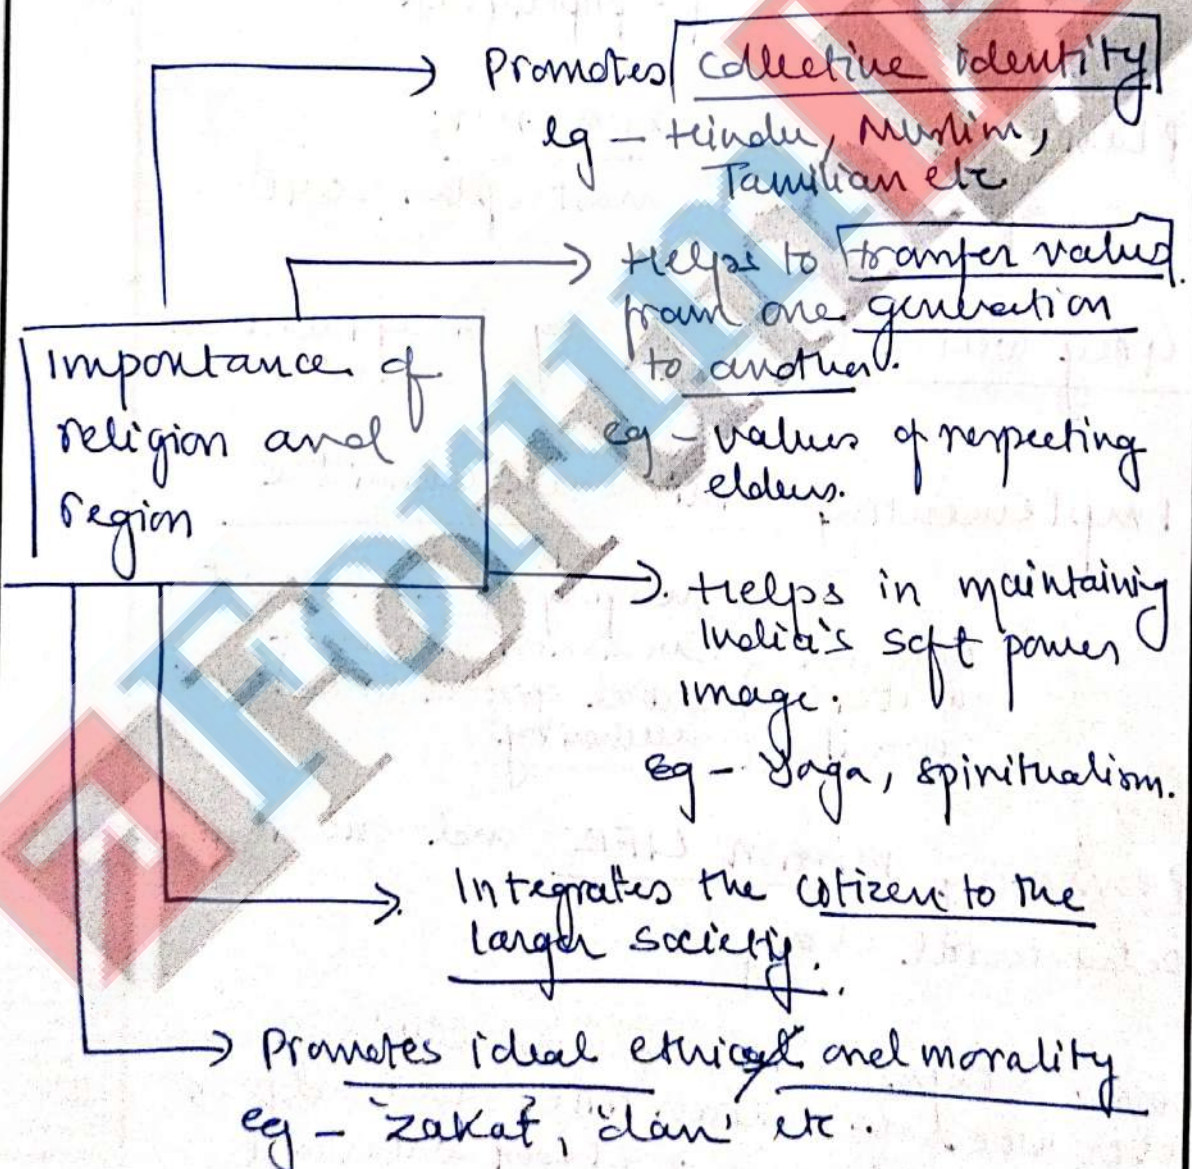 Promotes collective identity
eg - Hindu, Muslim,
Tamilian etc
Helps to transfer values
from one generation
to another.
eg - values of respecting
elders.
Importance of
religion and
region
Helps in maintaining
India's soft power
image.
Eg - Yoga, spiritualism.
Integrates the citizen to the
larger society.
Promotes ideal ethics and morality
eg - 'zakat', 'dan' etc.
ForumIAS